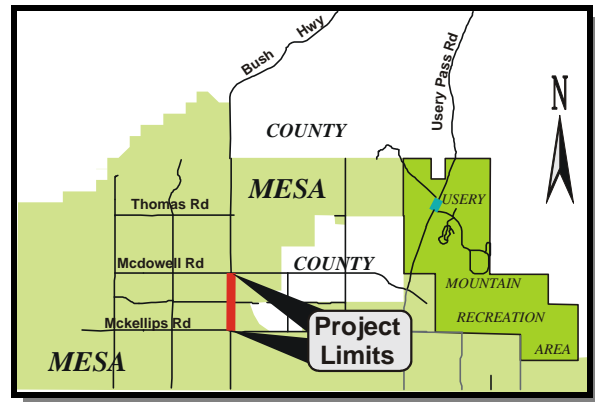 Bush Hwy
Usery Pass Rd
N
COUNTY
MESA
USERY
Thomas Rd
Mcdowell Rd
COUNTY
MOUNTAIN
RECREATION
AREA
Mckellips Rd
Project
Limits
MESA